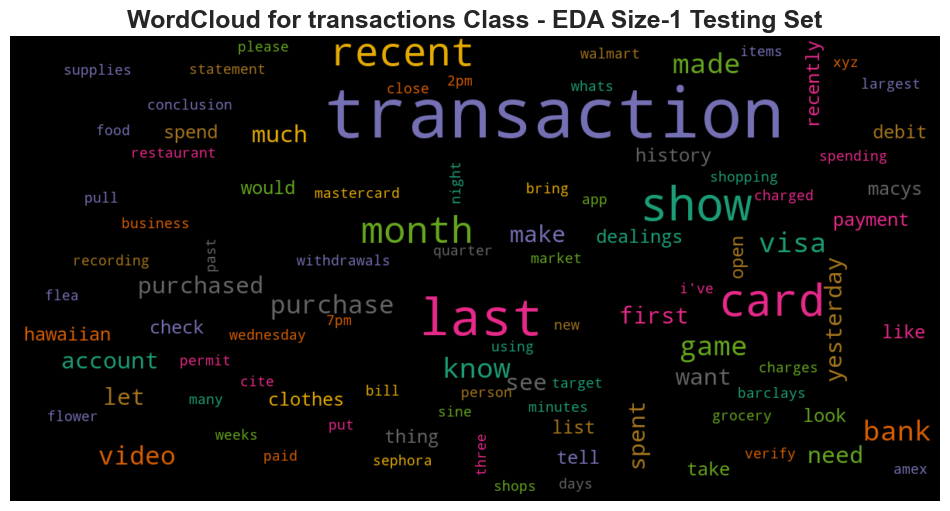 WordCloud for transactions Class - EDA Size-1 Testing Set
please
recent
walmart
items
supplies
statement
made
recently
xyz
close
2pm
whats
largest
transaction
conclusion
food
spend
much
debit
restaurant
history
spending
night
shopping
would
mastercard
bring
app
show
charged
macys
pull
business
month
make
dealings
payment
visa
past
quarter
open
recording
withdrawals
market
purchased
i've
card
yesterday
flea
purchase
last
first
hawaiian
check
wednesday
7pm
new
like
using
game
account
permit
know
see
target
want
charges
cite
let
many
clothes
bill
person
barclays
flower
sine
minutes
spent
grocery
look
put
weeks
thing
list
bank
video
paid
sephora
three
tell
take
verify
need
amex
shops
days